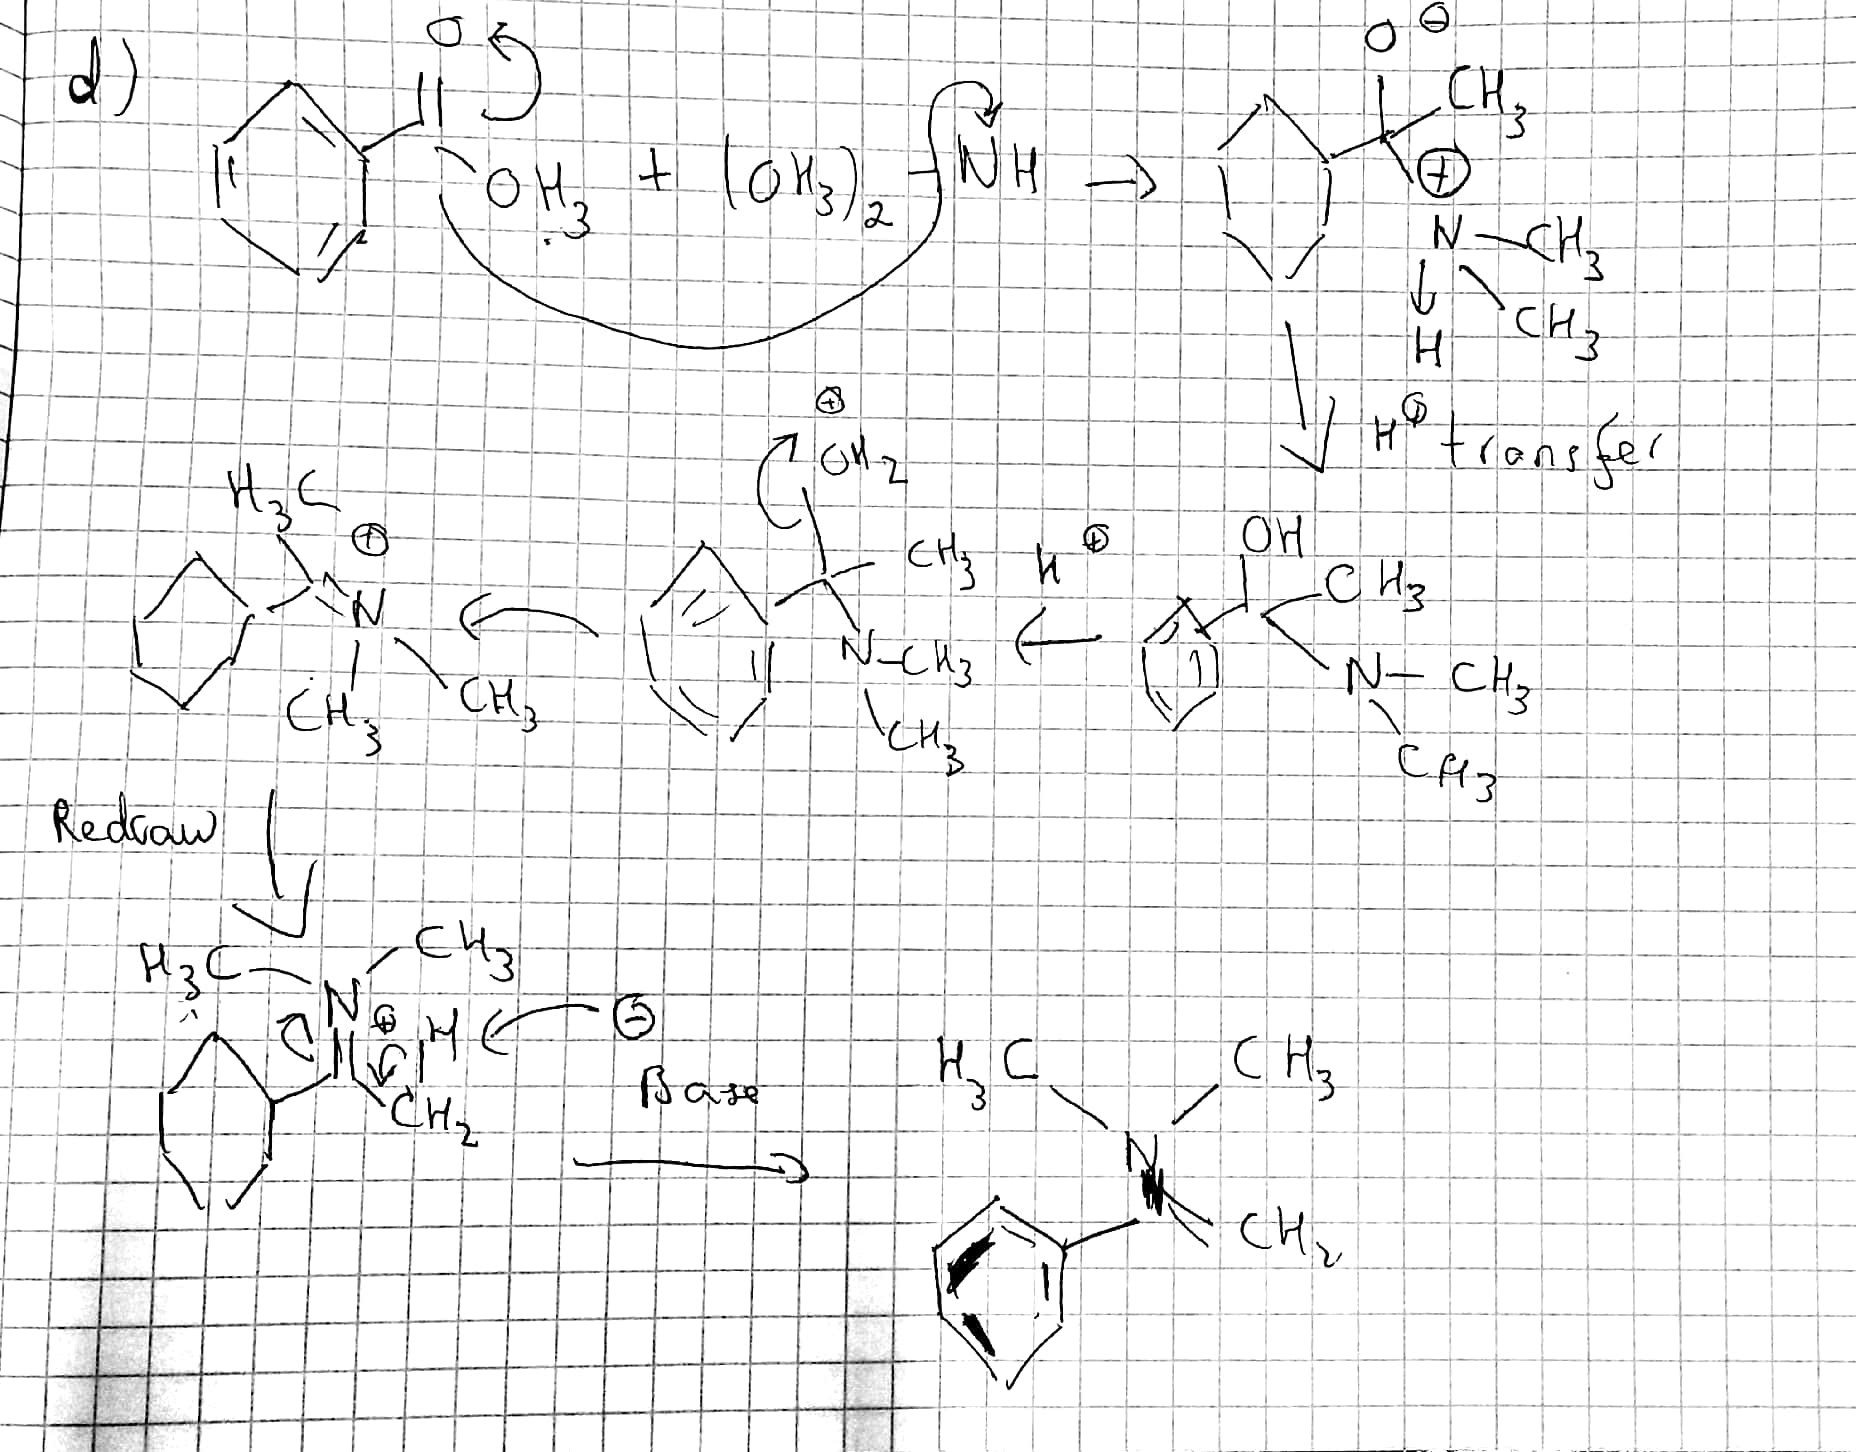 d)
O
OH3 + (OH3)2 - NH →
O ⊖
CH3
⊕
N-CH3
H
CH3
H⊕ transfer
OH
CH3
N-CH3
CH3
H⊕
⊕
OH2
CH3
N-CH3
CH3
H3C
⊕
N
CH3
CH3
Redraw
H3C
CH3
N
⊕
H
⊖
CH2
Base
H3C
CH3
N
CH2